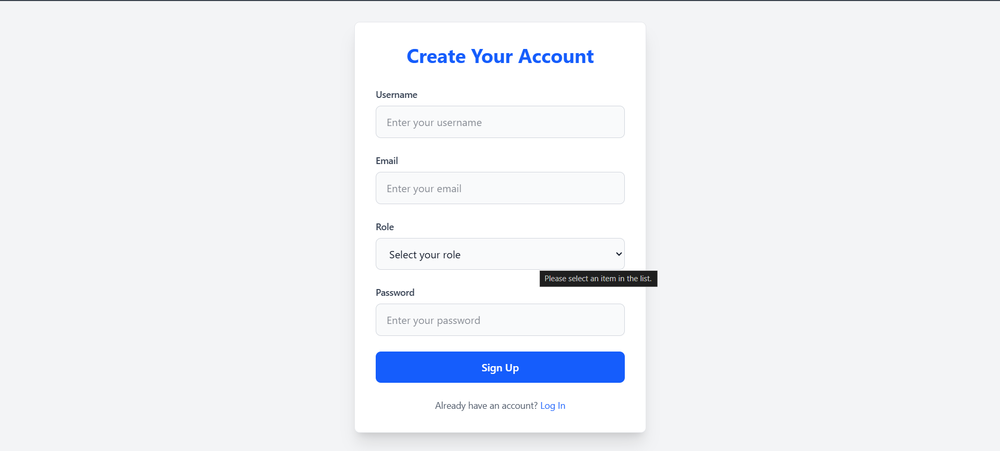 Create Your Account
Username
Enter your username
Email
Enter your email
Role
Select your role
Please select an item in the list.
Password
Enter your password
Sign Up
Already have an account? Log In